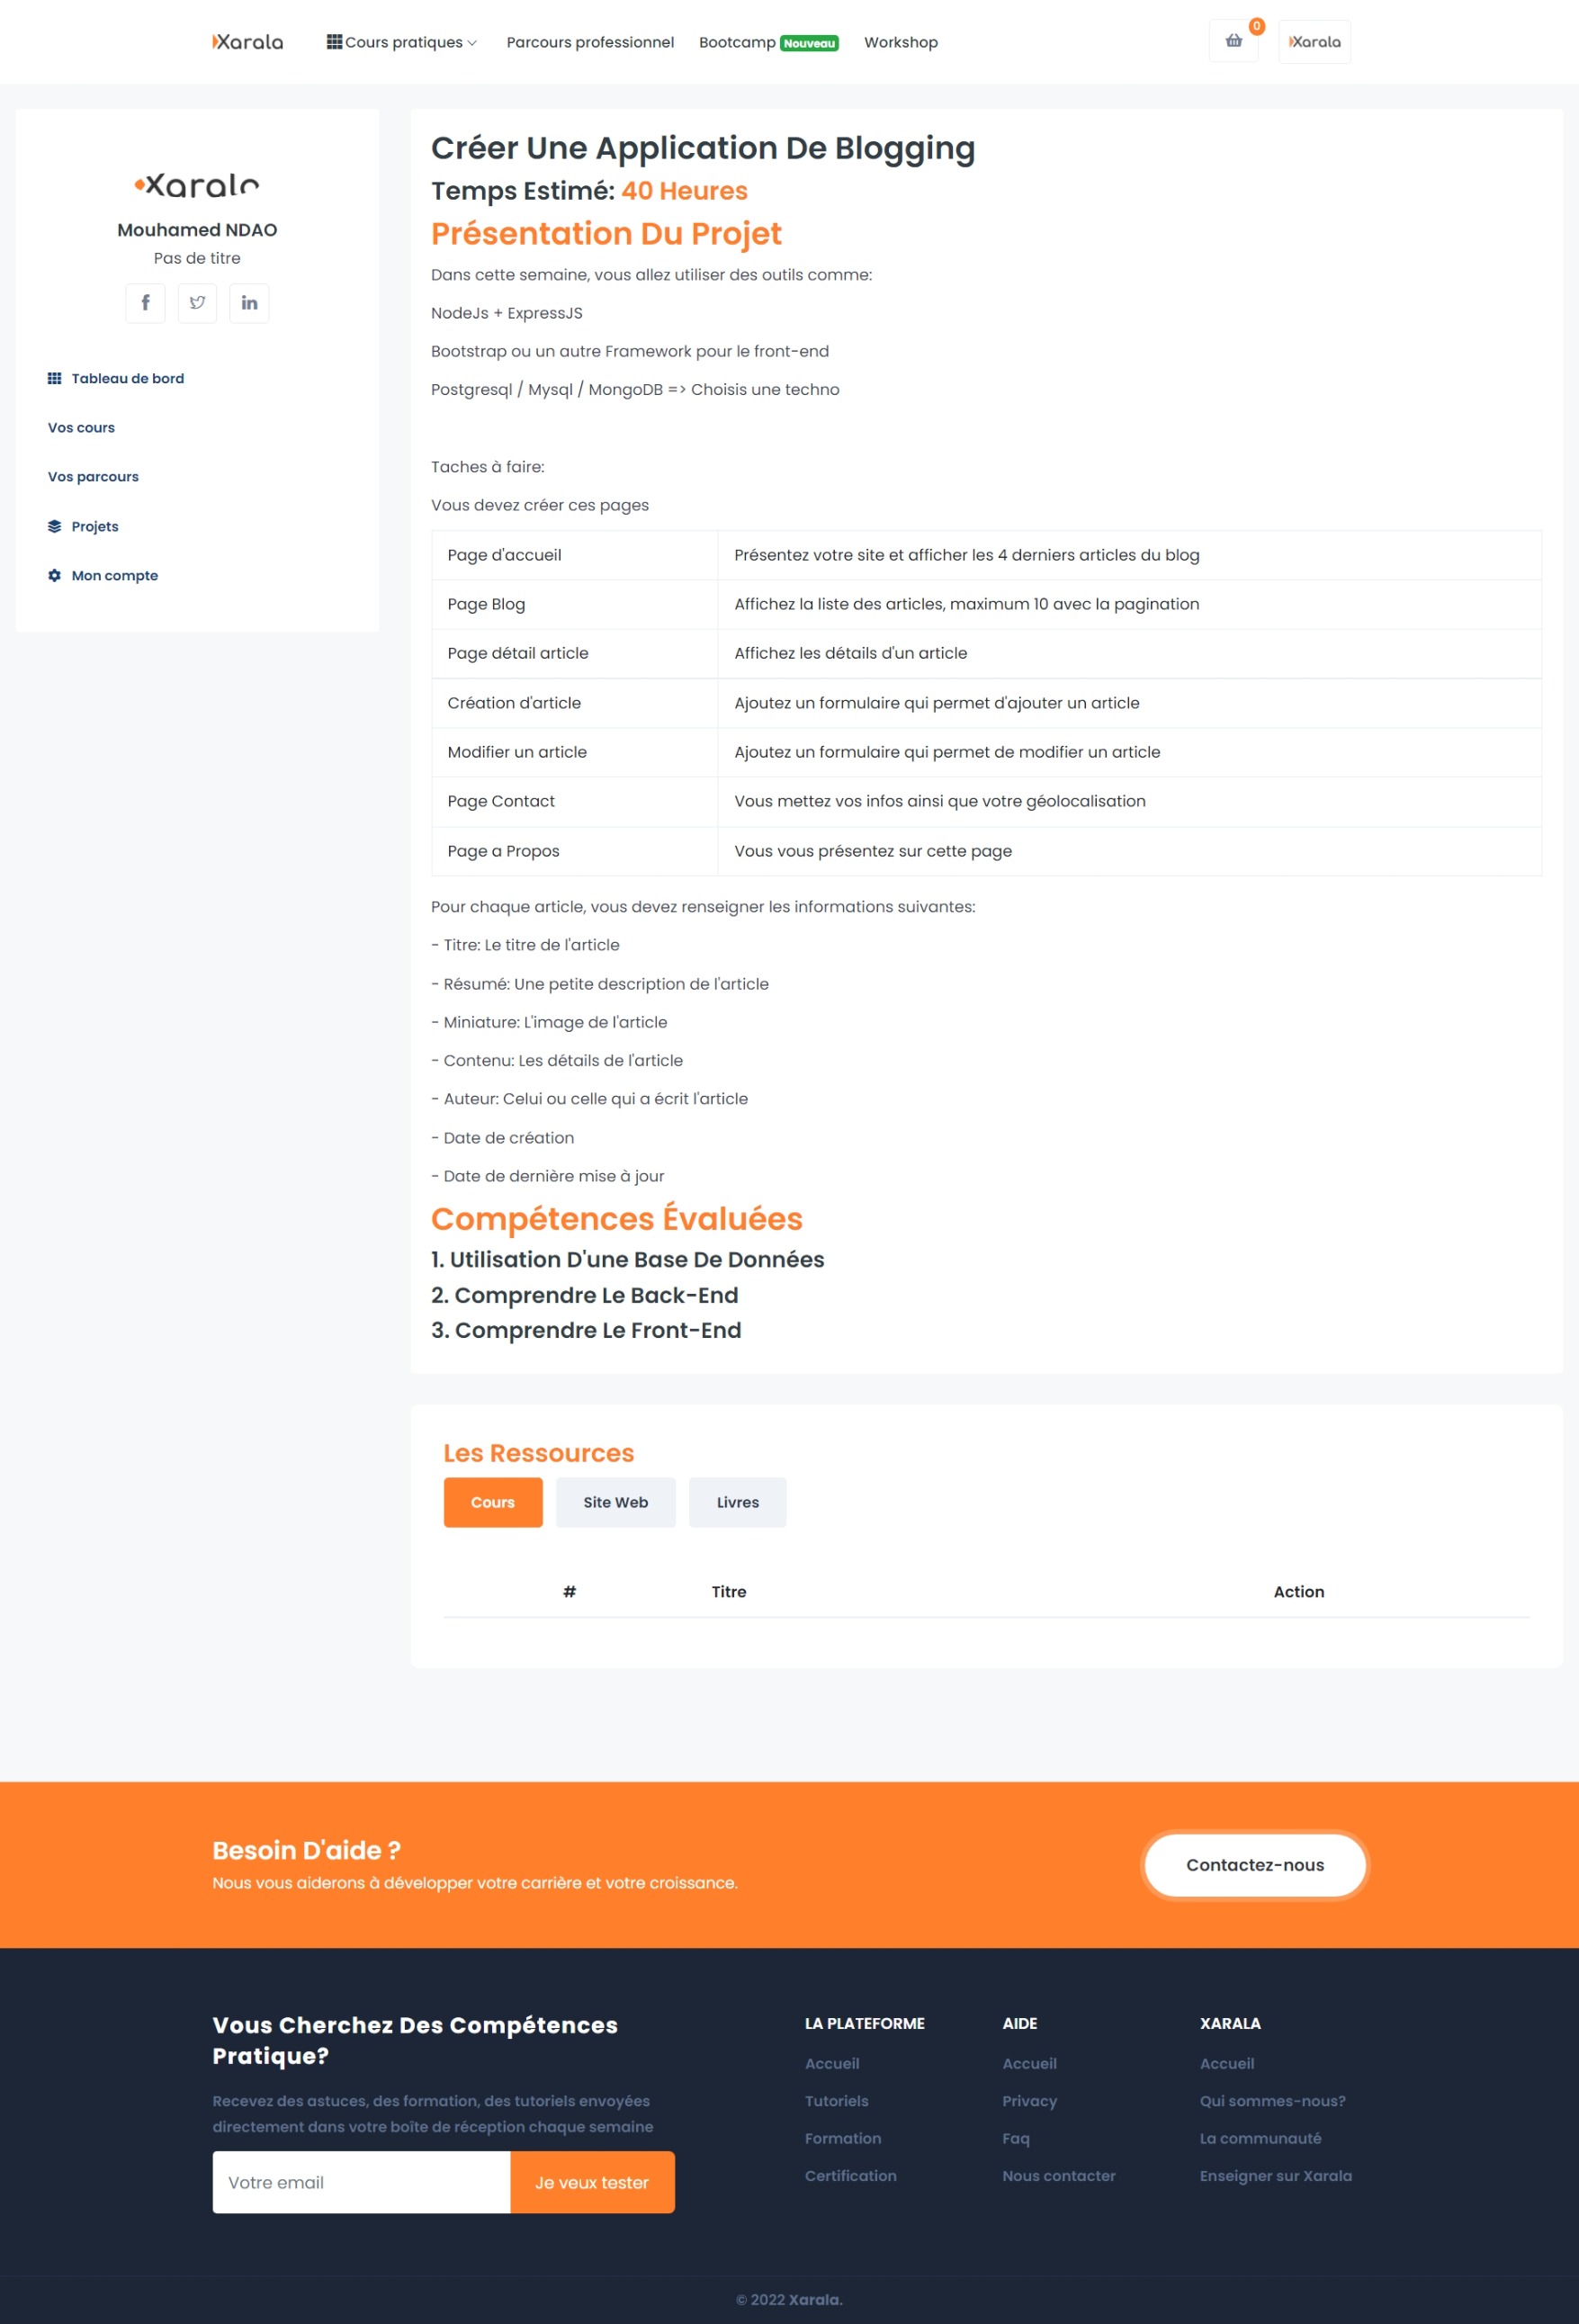 Xarala
Cours pratiques
Parcours professionnel
Bootcamp Nouveau
Workshop
0
Xarala
Xarala
Mouhamed NDAO
Pas de titre
Tableau de bord
Vos cours
Vos parcours
Projets
Mon compte
Créer Une Application De Blogging
Temps Estimé: 40 Heures
Présentation Du Projet
Dans cette semaine, vous allez utiliser des outils comme:
NodeJs + ExpressJS
Bootstrap ou un autre Framework pour le front-end
Postgresql / Mysql / MongoDB => Choisis une techno
Taches à faire:
Vous devez créer ces pages
Page d'accueil Présentez votre site et afficher les 4 derniers articles du blog
Page Blog Affichez la liste des articles, maximum 10 avec la pagination
Page détail article Affichez les détails d'un article
Création d'article Ajoutez un formulaire qui permet d'ajouter un article
Modifier un article Ajoutez un formulaire qui permet de modifier un article
Page Contact Vous mettez vos infos ainsi que votre géolocalisation
Page a Propos Vous vous présentez sur cette page
Pour chaque article, vous devez renseigner les informations suivantes:
- Titre: Le titre de l'article
- Résumé: Une petite description de l'article
- Miniature: L'image de l'article
- Contenu: Les détails de l'article
- Auteur: Celui ou celle qui a écrit l'article
- Date de création
- Date de dernière mise à jour
Compétences Évaluées
1. Utilisation D'une Base De Données
2. Comprendre Le Back-End
3. Comprendre Le Front-End
Les Ressources
Cours
Site Web
Livres
# Titre Action
Besoin D'aide ?
Nous vous aiderons à développer votre carrière et votre croissance.
Contactez-nous
Vous Cherchez Des Compétences
Pratique?
Recevez des astuces, des formation, des tutoriels envoyées
directement dans votre boîte de réception chaque semaine
Votre email
Je veux tester
LA PLATEFORME
Accueil
Tutoriels
Formation
Certification
AIDE
Accueil
Privacy
Faq
Nous contacter
XARALA
Accueil
Qui sommes-nous?
La communauté
Enseigner sur Xarala
© 2022 Xarala.